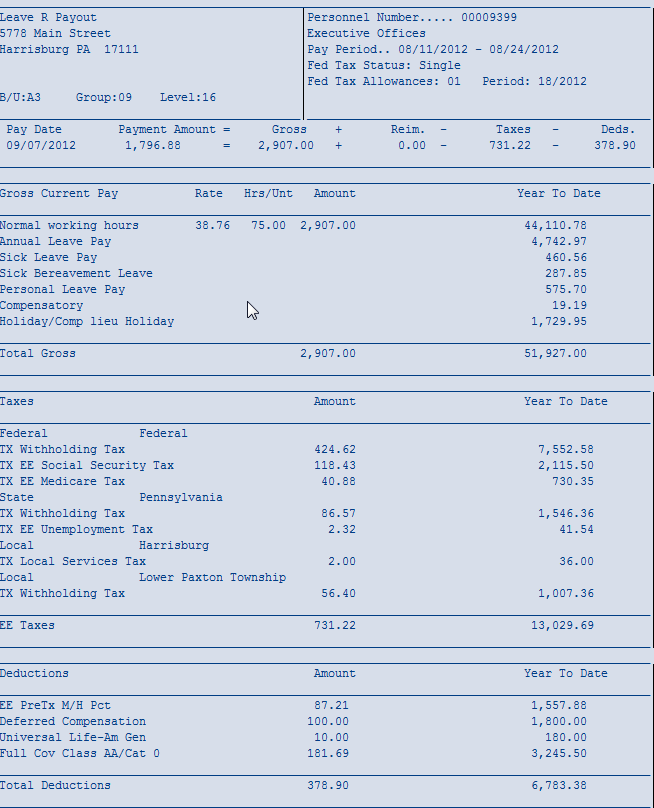 Leave R Payout Personnel Number..... 00009399
5778 Main Street Executive Offices
Harrisburg PA 17111 Pay Period.. 08/11/2012 - 08/24/2012
Fed Tax Status: Single
Fed Tax Allowances: 01 Period: 18/2012
B/U:A3 Group:09 Level:16
Pay Date Payment Amount = Gross + Reim. - Taxes - Deds.
09/07/2012 1,796.88 = 2,907.00 + 0.00 - 731.22 - 378.90
Gross Current Pay Rate Hrs/Unt Amount Year To Date
Normal working hours 38.76 75.00 2,907.00 44,110.78
Annual Leave Pay 4,742.97
Sick Leave Pay 460.56
Sick Bereavement Leave 287.85
Personal Leave Pay 575.70
Compensatory 19.19
Holiday/Comp lieu Holiday 1,729.95
Total Gross 2,907.00 51,927.00
Taxes Amount Year To Date
Federal Federal
TX Withholding Tax 424.62 7,552.58
TX EE Social Security Tax 118.43 2,115.50
TX EE Medicare Tax 40.88 730.35
State Pennsylvania
TX Withholding Tax 86.57 1,546.36
TX EE Unemployment Tax 2.32 41.54
Local Harrisburg
TX Local Services Tax 2.00 36.00
Local Lower Paxton Township
TX Withholding Tax 56.40 1,007.36
EE Taxes 731.22 13,029.69
Deductions Amount Year To Date
EE PreTx M/H Pct 87.21 1,557.88
Deferred Compensation 100.00 1,800.00
Universal Life-Am Gen 10.00 180.00
Full Cov Class AA/Cat 0 181.69 3,245.50
Total Deductions 378.90 6,783.38